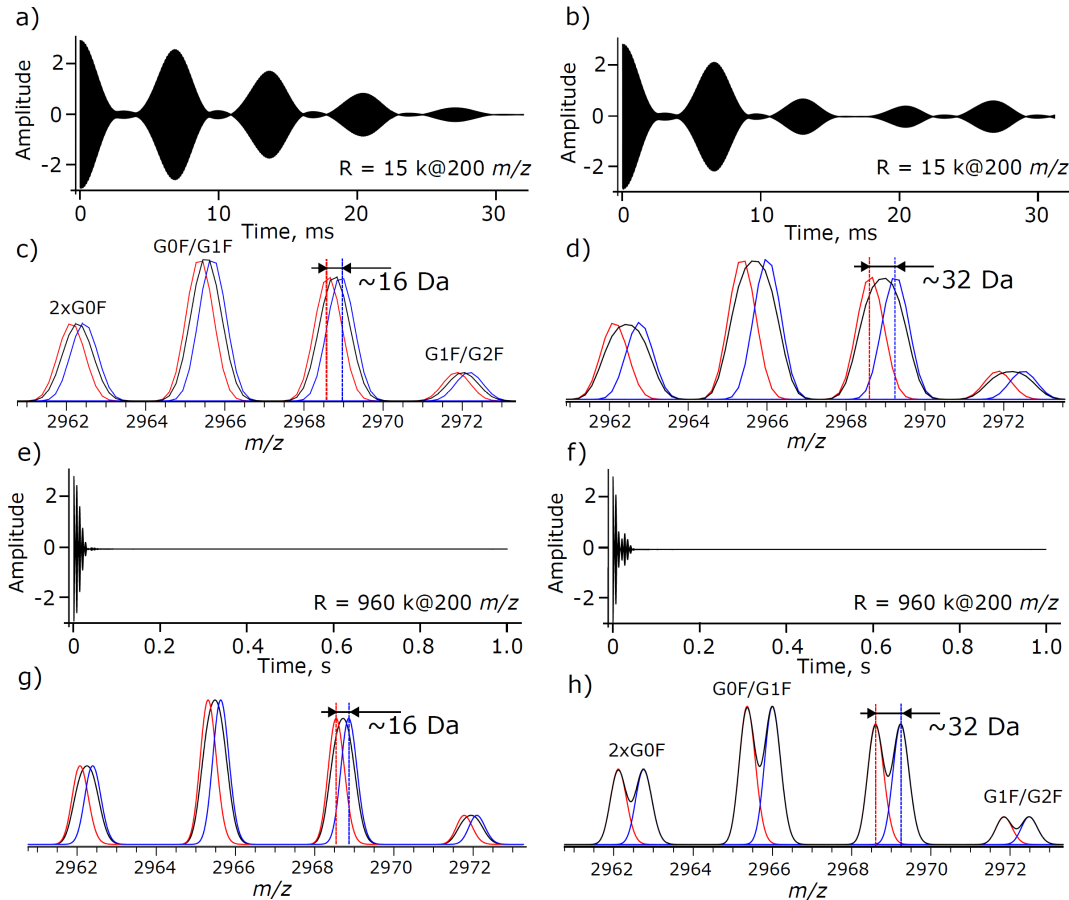 a)
Amplitude
2
0
-2
R = 15 k@200 m/z
0 10 20 30
Time, ms
b)
Amplitude
2
0
-2
R = 15 k@200 m/z
0 10 20 30
Time, ms
c)
G0F/G1F
2xG0F
~16 Da
G1F/G2F
2962 2964 2966 2968 2970 2972
m/z
d)
~32 Da
2962 2964 2966 2968 2970 2972
m/z
e)
Amplitude
2
0
-2
R = 960 k@200 m/z
0 0.2 0.4 0.6 0.8 1.0
Time, s
f)
Amplitude
2
0
-2
R = 960 k@200 m/z
0 0.2 0.4 0.6 0.8 1.0
Time, s
g)
~16 Da
2962 2964 2966 2968 2970 2972
m/z
h)
G0F/G1F
2xG0F
~32 Da
G1F/G2F
2962 2964 2966 2968 2970 2972
m/z